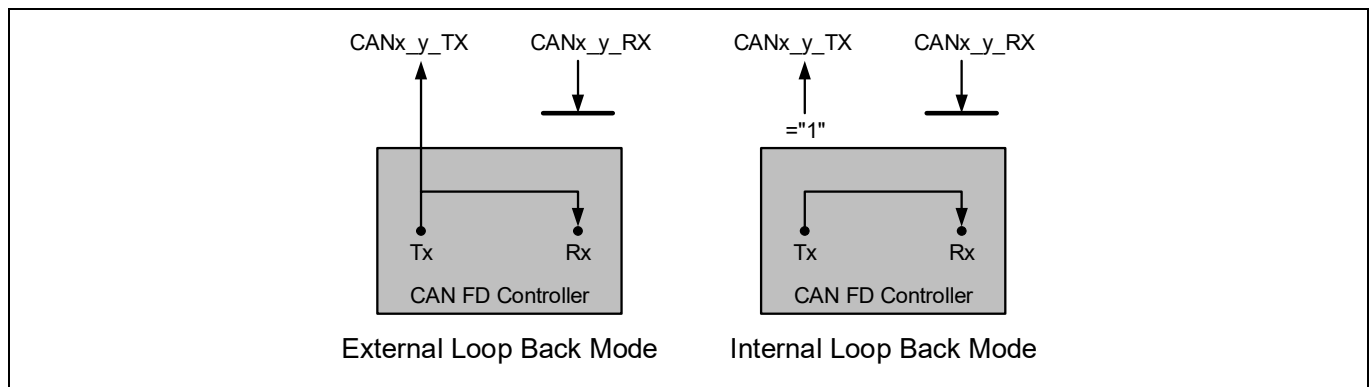 CANx_y_TX CANx_y_RX CANx_y_TX CANx_y_RX
="1"
Tx Rx Tx Rx
CAN FD Controller CAN FD Controller
External Loop Back Mode Internal Loop Back Mode